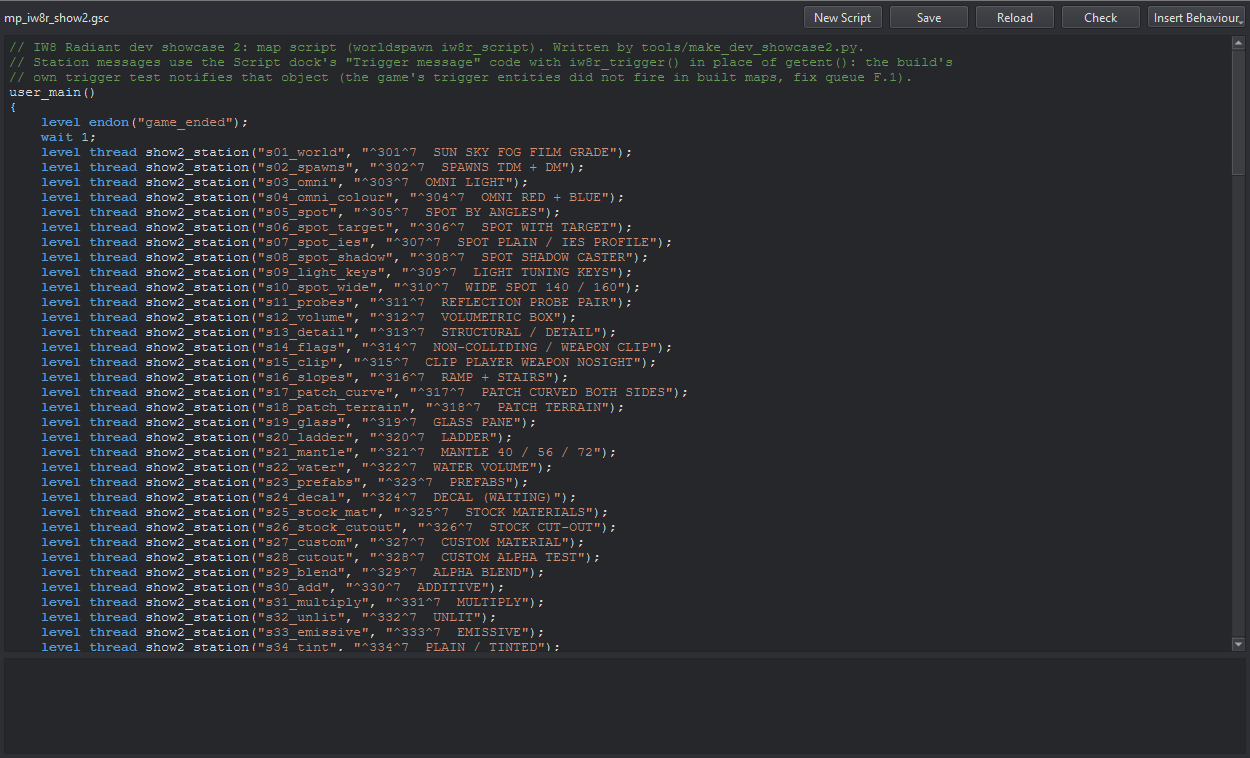 mp_iw8r_show2.gsc
New Script Save Reload Check Insert Behaviour
// IW8 Radiant dev showcase 2: map script (worldspawn iw8r_script). Written by tools/make_dev_showcase2.py.
// Station messages use the Script dock's "Trigger message" code with iw8r_trigger() in place of getent(): the build's
// own trigger test notifies that object (the game's trigger entities did not fire in built maps, fix queue F.1).
user_main()
{
    level endon("game_ended");
    wait 1;
    level thread show2_station("s01_world", "^301^7  SUN SKY FOG FILM GRADE");
    level thread show2_station("s02_spawns", "^302^7  SPAWNS TDM + DM");
    level thread show2_station("s03_omni", "^303^7  OMNI LIGHT");
    level thread show2_station("s04_omni_colour", "^304^7  OMNI RED + BLUE");
    level thread show2_station("s05_spot", "^305^7  SPOT BY ANGLES");
    level thread show2_station("s06_spot_target", "^306^7  SPOT WITH TARGET");
    level thread show2_station("s07_spot_ies", "^307^7  SPOT PLAIN / IES PROFILE");
    level thread show2_station("s08_spot_shadow", "^308^7  SPOT SHADOW CASTER");
    level thread show2_station("s09_light_keys", "^309^7  LIGHT TUNING KEYS");
    level thread show2_station("s10_spot_wide", "^310^7  WIDE SPOT 140 / 160");
    level thread show2_station("s11_probes", "^311^7  REFLECTION PROBE PAIR");
    level thread show2_station("s12_volume", "^312^7  VOLUMETRIC BOX");
    level thread show2_station("s13_detail", "^313^7  STRUCTURAL / DETAIL");
    level thread show2_station("s14_flags", "^314^7  NON-COLLIDING / WEAPON CLIP");
    level thread show2_station("s15_clip", "^315^7  CLIP PLAYER WEAPON NOSIGHT");
    level thread show2_station("s16_slopes", "^316^7  RAMP + STAIRS");
    level thread show2_station("s17_patch_curve", "^317^7  PATCH CURVED BOTH SIDES");
    level thread show2_station("s18_patch_terrain", "^318^7  PATCH TERRAIN");
    level thread show2_station("s19_glass", "^319^7  GLASS PANE");
    level thread show2_station("s20_ladder", "^320^7  LADDER");
    level thread show2_station("s21_mantle", "^321^7  MANTLE 40 / 56 / 72");
    level thread show2_station("s22_water", "^322^7  WATER VOLUME");
    level thread show2_station("s23_prefabs", "^323^7  PREFABS");
    level thread show2_station("s24_decal", "^324^7  DECAL (WAITING)");
    level thread show2_station("s25_stock_mat", "^325^7  STOCK MATERIALS");
    level thread show2_station("s26_stock_cutout", "^326^7  STOCK CUT-OUT");
    level thread show2_station("s27_custom", "^327^7  CUSTOM MATERIAL");
    level thread show2_station("s28_cutout", "^328^7  CUSTOM ALPHA TEST");
    level thread show2_station("s29_blend", "^329^7  ALPHA BLEND");
    level thread show2_station("s30_add", "^330^7  ADDITIVE");
    level thread show2_station("s31_multiply", "^331^7  MULTIPLY");
    level thread show2_station("s32_unlit", "^332^7  UNLIT");
    level thread show2_station("s33_emissive", "^333^7  EMISSIVE");
    level thread show2_station("s34_tint", "^334^7  PLAIN / TINTED");